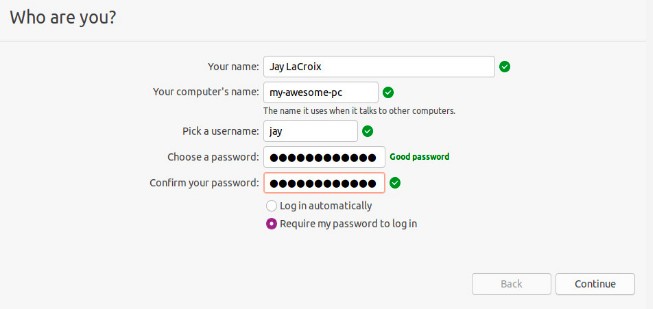 Who are you?
Your name: Jay LaCroix
Your computer's name: my-awesome-pc
The name it uses when it talks to other computers.
Pick a username: jay
Choose a password: ●●●●●●●●●●●● Good password
Confirm your password: ●●●●●●●●●●●●
Log in automatically
Require my password to log in
Back Continue